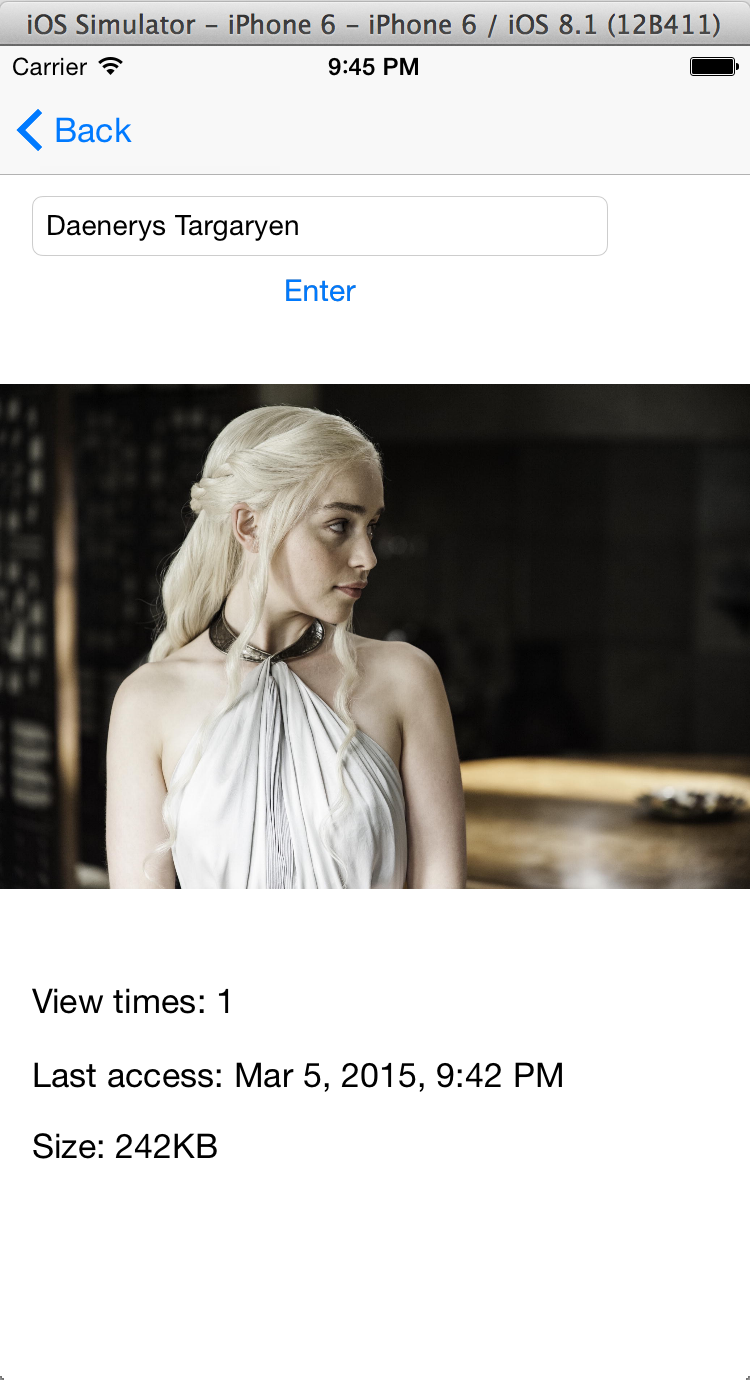 iOS Simulator – iPhone 6 – iPhone 6 / iOS 8.1 (12B411)
Carrier 9:45 PM
Back
Daenerys Targaryen
Enter
View times: 1
Last access: Mar 5, 2015, 9:42 PM
Size: 242KB